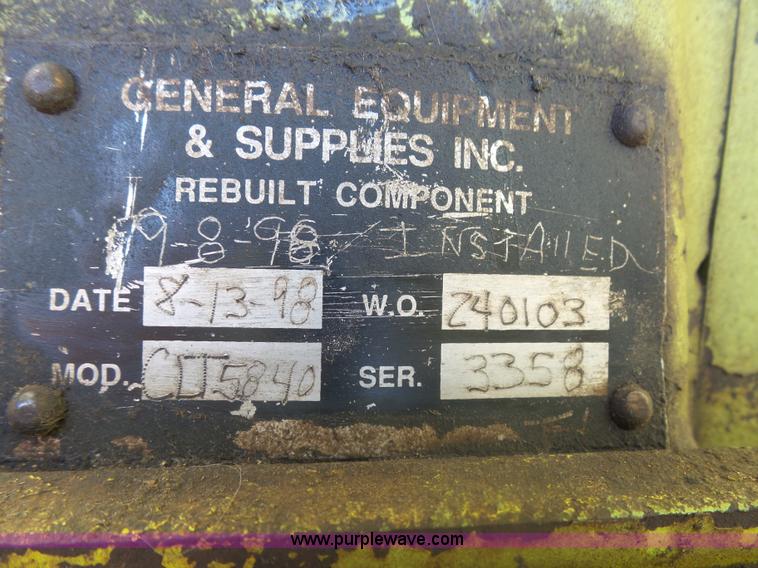 GENERAL EQUIPMENT
& SUPPLIES INC.
REBUILT COMPONENT
9-8-98 INSTALLED
DATE 8-13-98 W.O. 240103
MOD. CLT5840 SER. 3358
www.purplewave.com